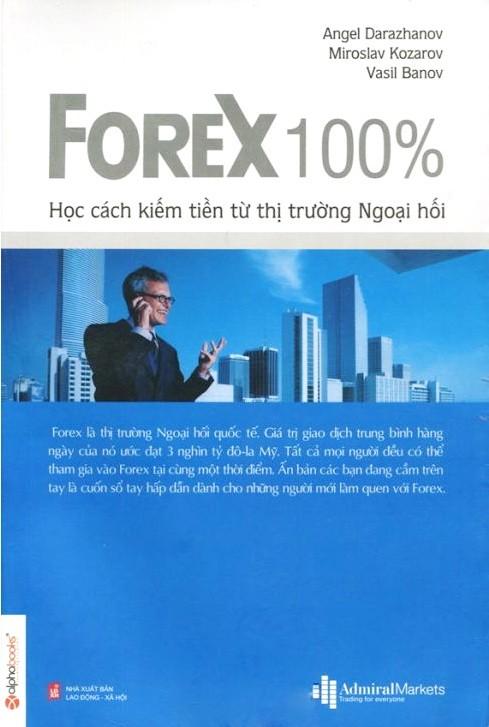 Angel Darazhanov
Miroslav Kozarov
Vasil Banov
FOREX 100%
Học cách kiếm tiền từ thị trường Ngoại hối
Forex là thị trường Ngoại hối quốc tế. Giá trị giao dịch trung bình hàng
ngày của nó ước đạt 3 nghìn tỷ đô-la Mỹ. Tất cả mọi người đều có thể
tham gia vào Forex tại cùng một thời điểm. Ấn bản các bạn đang cầm trên
tay là cuốn sổ tay hấp dẫn dành cho những người mới làm quen với Forex.
alphabooks
NHÀ XUẤT BẢN
LAO ĐỘNG - XÃ HỘI
AdmiralMarkets
Trading for everyone